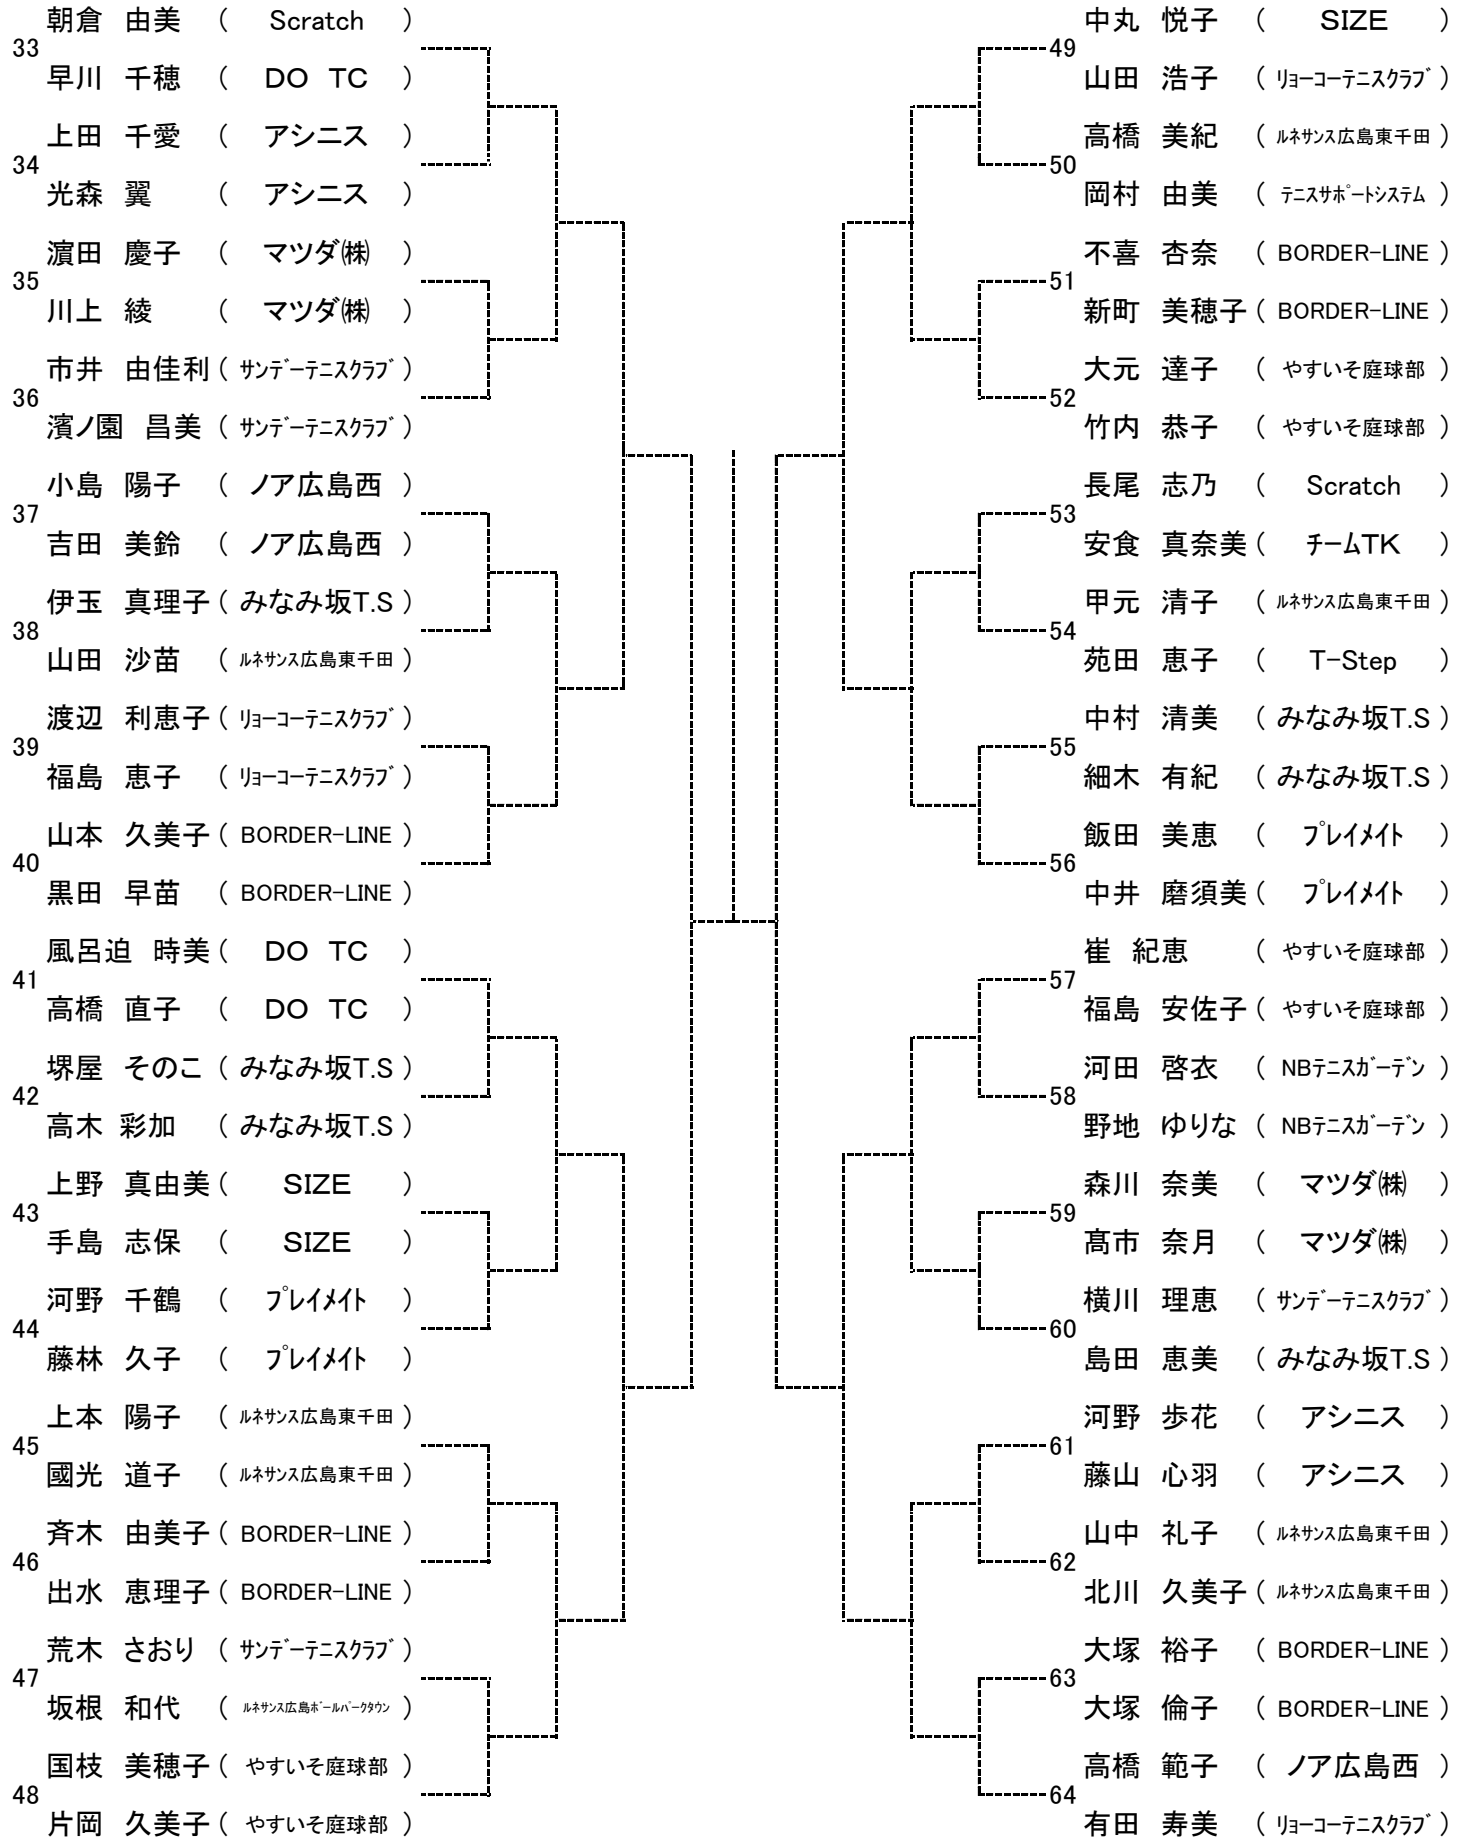 朝倉 由美 ( Scratch )
33
早川 千穂 ( DO TC )
上田 千愛 ( アシニス )
34
光森 翼 ( アシニス )
濵田 慶子 ( マツダ㈱ )
35
川上 綾 ( マツダ㈱ )
市井 由佳利 ( ｻﾝﾃﾞｰﾃﾆｽｸﾗﾌﾞ )
36
濱ノ園 昌美 ( ｻﾝﾃﾞｰﾃﾆｽｸﾗﾌﾞ )
小島 陽子 ( ノア広島西 )
37
吉田 美鈴 ( ノア広島西 )
伊玉 真理子 ( みなみ坂T.S )
38
山田 沙苗 ( ﾙﾈｻﾝｽ広島東千田 )
渡辺 利恵子 ( ﾘｮｰｺｰﾃﾆｽｸﾗﾌﾞ )
39
福島 恵子 ( ﾘｮｰｺｰﾃﾆｽｸﾗﾌﾞ )
山本 久美子 ( BORDER-LINE )
40
黒田 早苗 ( BORDER-LINE )
風呂迫 時美 ( DO TC )
41
高橋 直子 ( DO TC )
堺屋 そのこ ( みなみ坂T.S )
42
高木 彩加 ( みなみ坂T.S )
上野 真由美 ( SIZE )
43
手島 志保 ( SIZE )
河野 千鶴 ( ﾌﾟﾚｲﾒｲﾄ )
44
藤林 久子 ( ﾌﾟﾚｲﾒｲﾄ )
上本 陽子 ( ﾙﾈｻﾝｽ広島東千田 )
45
國光 道子 ( ﾙﾈｻﾝｽ広島東千田 )
斉木 由美子 ( BORDER-LINE )
46
出水 恵理子 ( BORDER-LINE )
荒木 さおり ( ｻﾝﾃﾞｰﾃﾆｽｸﾗﾌﾞ )
47
坂根 和代 ( ﾙﾈｻﾝｽ広島ﾎﾞｰﾙﾊﾟｰｸﾀｳﾝ )
国枝 美穂子 ( やすいそ庭球部 )
48
片岡 久美子 ( やすいそ庭球部 )
中丸 悦子 ( SIZE )
49
山田 浩子 ( ﾘｮｰｺｰﾃﾆｽｸﾗﾌﾞ )
高橋 美紀 ( ﾙﾈｻﾝｽ広島東千田 )
50
岡村 由美 ( ﾃﾆｽｻﾎﾟｰﾄｼｽﾃﾑ )
不喜 杏奈 ( BORDER-LINE )
51
新町 美穂子 ( BORDER-LINE )
大元 達子 ( やすいそ庭球部 )
52
竹内 恭子 ( やすいそ庭球部 )
長尾 志乃 ( Scratch )
53
安食 真奈美 ( ﾁｰﾑTK )
甲元 清子 ( ﾙﾈｻﾝｽ広島東千田 )
54
苑田 恵子 ( T-Step )
中村 清美 ( みなみ坂T.S )
55
細木 有紀 ( みなみ坂T.S )
飯田 美恵 ( ﾌﾟﾚｲﾒｲﾄ )
56
中井 磨須美 ( ﾌﾟﾚｲﾒｲﾄ )
崔 紀恵 ( やすいそ庭球部 )
57
福島 安佐子 ( やすいそ庭球部 )
河田 啓衣 ( NBﾃﾆｽｶﾞｰﾃﾞﾝ )
58
野地 ゆりな ( NBﾃﾆｽｶﾞｰﾃﾞﾝ )
森川 奈美 ( マツダ㈱ )
59
髙市 奈月 ( マツダ㈱ )
横川 理恵 ( ｻﾝﾃﾞｰﾃﾆｽｸﾗﾌﾞ )
60
島田 恵美 ( みなみ坂T.S )
河野 歩花 ( アシニス )
61
藤山 心羽 ( アシニス )
山中 礼子 ( ﾙﾈｻﾝｽ広島東千田 )
62
北川 久美子 ( ﾙﾈｻﾝｽ広島東千田 )
大塚 裕子 ( BORDER-LINE )
63
大塚 倫子 ( BORDER-LINE )
高橋 範子 ( ノア広島西 )
64
有田 寿美 ( ﾘｮｰｺｰﾃﾆｽｸﾗﾌﾞ )